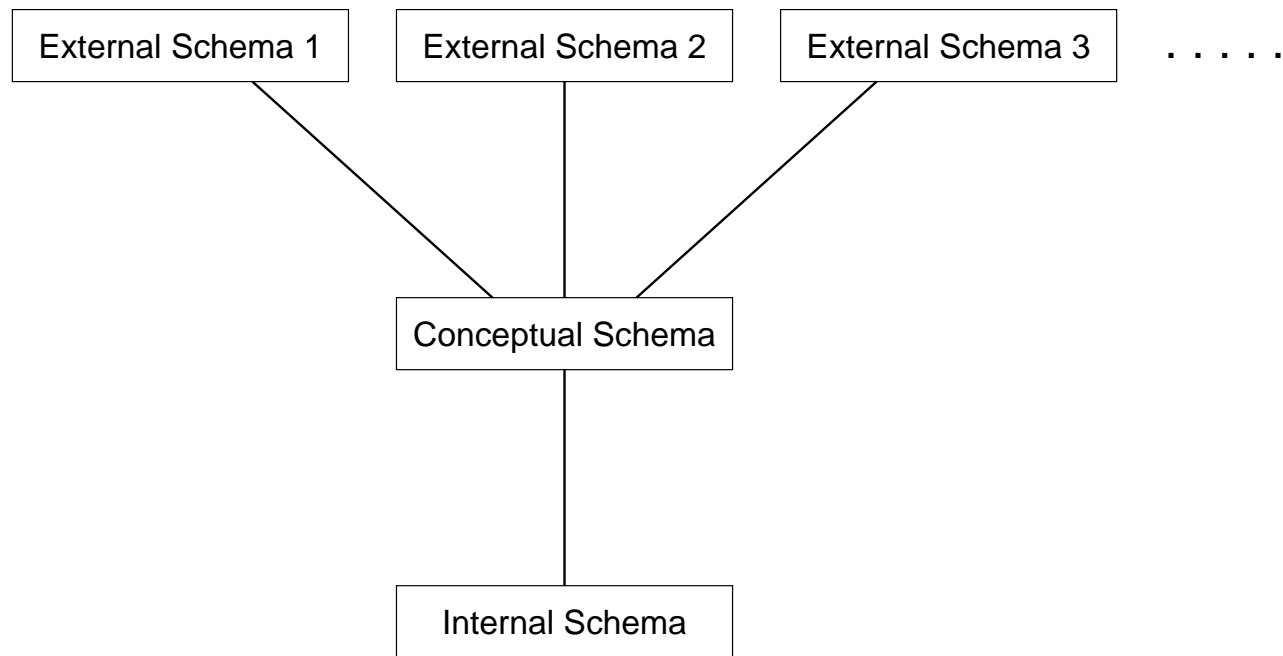 External Schema 1 External Schema 2 External Schema 3 . . . . .
Conceptual Schema
Internal Schema